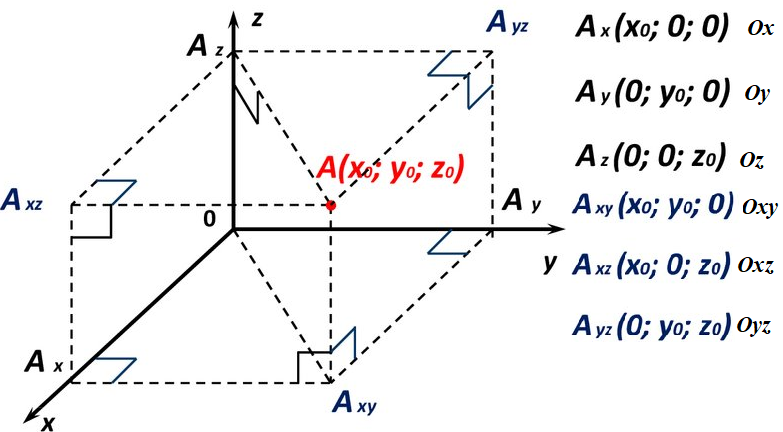 z
A z
A yz
A(x₀; y₀; z₀)
A xz
0
A y
y
A x
x
A xy
A x (x₀; 0; 0) Ox
A y (0; y₀; 0) Oy
A z (0; 0; z₀) Oz
A xy (x₀; y₀; 0) Oxy
A xz (x₀; 0; z₀) Oxz
A yz (0; y₀; z₀) Oyz